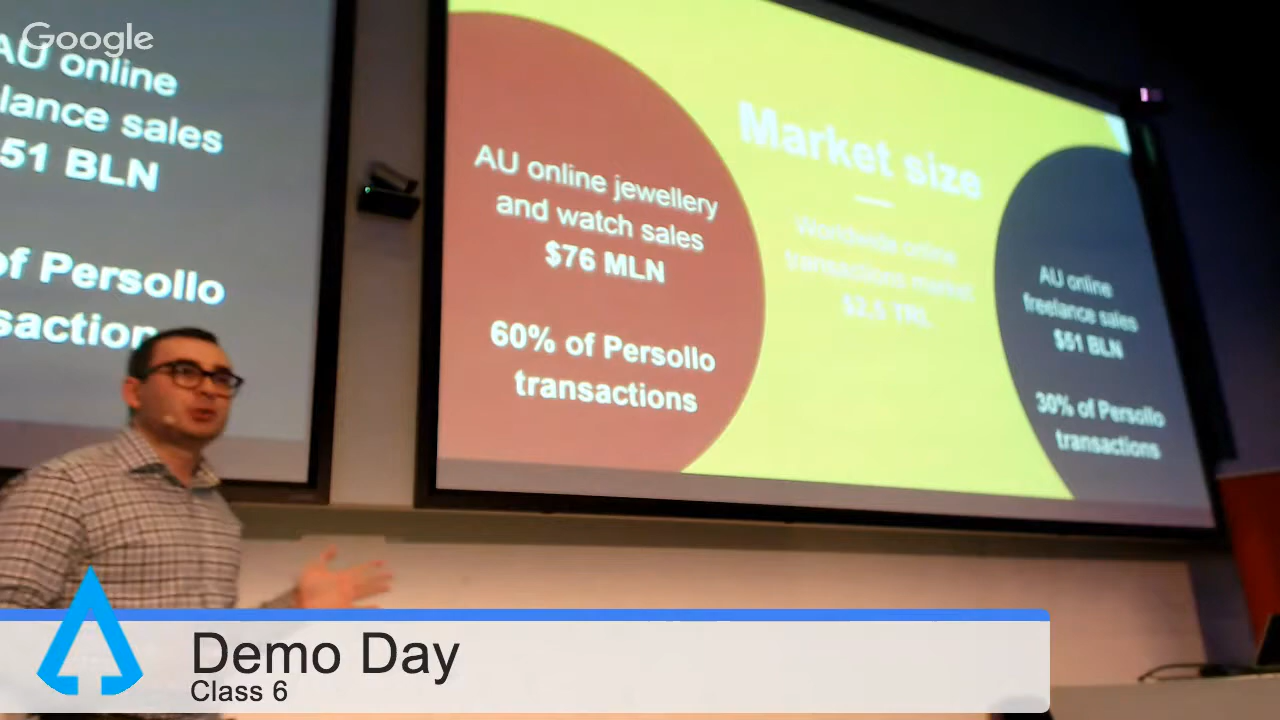 Google
AU online
lance sales
51 BLN
of Persollo
saction
AU online jewellery
and watch sales
$76 MLN
60% of Persollo
transactions
Market size
Worldwide online
transactions market
$2,5 TRL
AU online
freelance sales
$51 BLN
30% of Persollo
transactions
Demo Day
Class 6